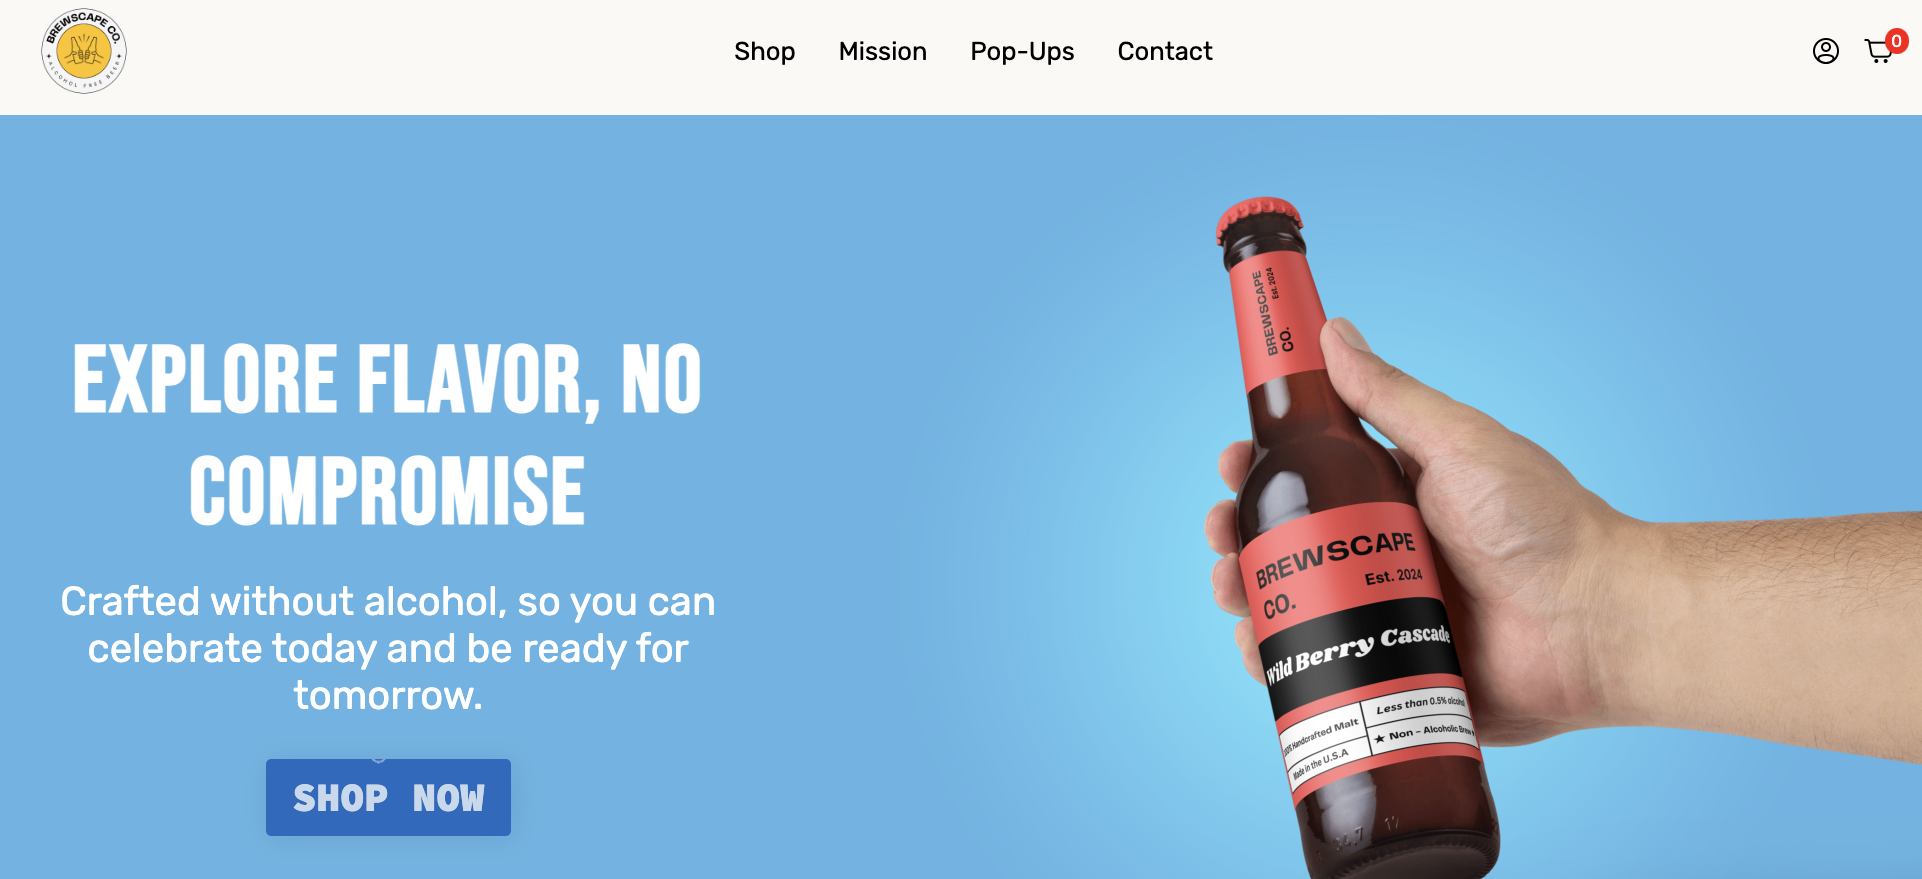 BREWSCAPE CO.
ALCOHOL FREE BEER
Shop
Mission
Pop-Ups
Contact
0
EXPLORE FLAVOR, NO
COMPROMISE
Crafted without alcohol, so you can
celebrate today and be ready for
tomorrow.
SHOP NOW
BREWSCAPE
CO.
Est. 2024
BREWSCAPE
Est. 2024
CO.
Wild Berry Cascade
100% Handcrafted Malt
Made in the U.S.A
Less than 0.5% alcohol
★ Non - Alcoholic Brew